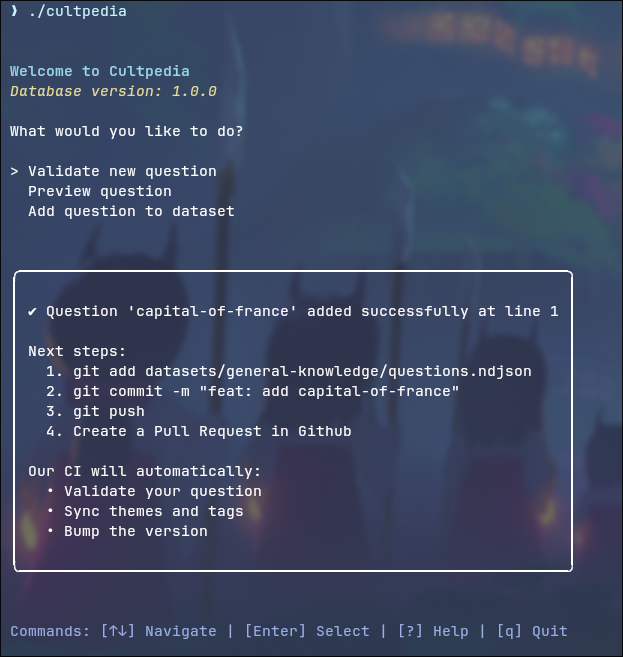 ❯ ./cultpedia
Welcome to Cultpedia
Database version: 1.0.0
What would you like to do?
> Validate new question
Preview question
Add question to dataset
✔ Question 'capital-of-france' added successfully at line 1
Next steps:
1. git add datasets/general-knowledge/questions.ndjson
2. git commit -m "feat: add capital-of-france"
3. git push
4. Create a Pull Request in Github
Our CI will automatically:
• Validate your question
• Sync themes and tags
• Bump the version
Commands: [↑↓] Navigate | [Enter] Select | [?] Help | [q] Quit